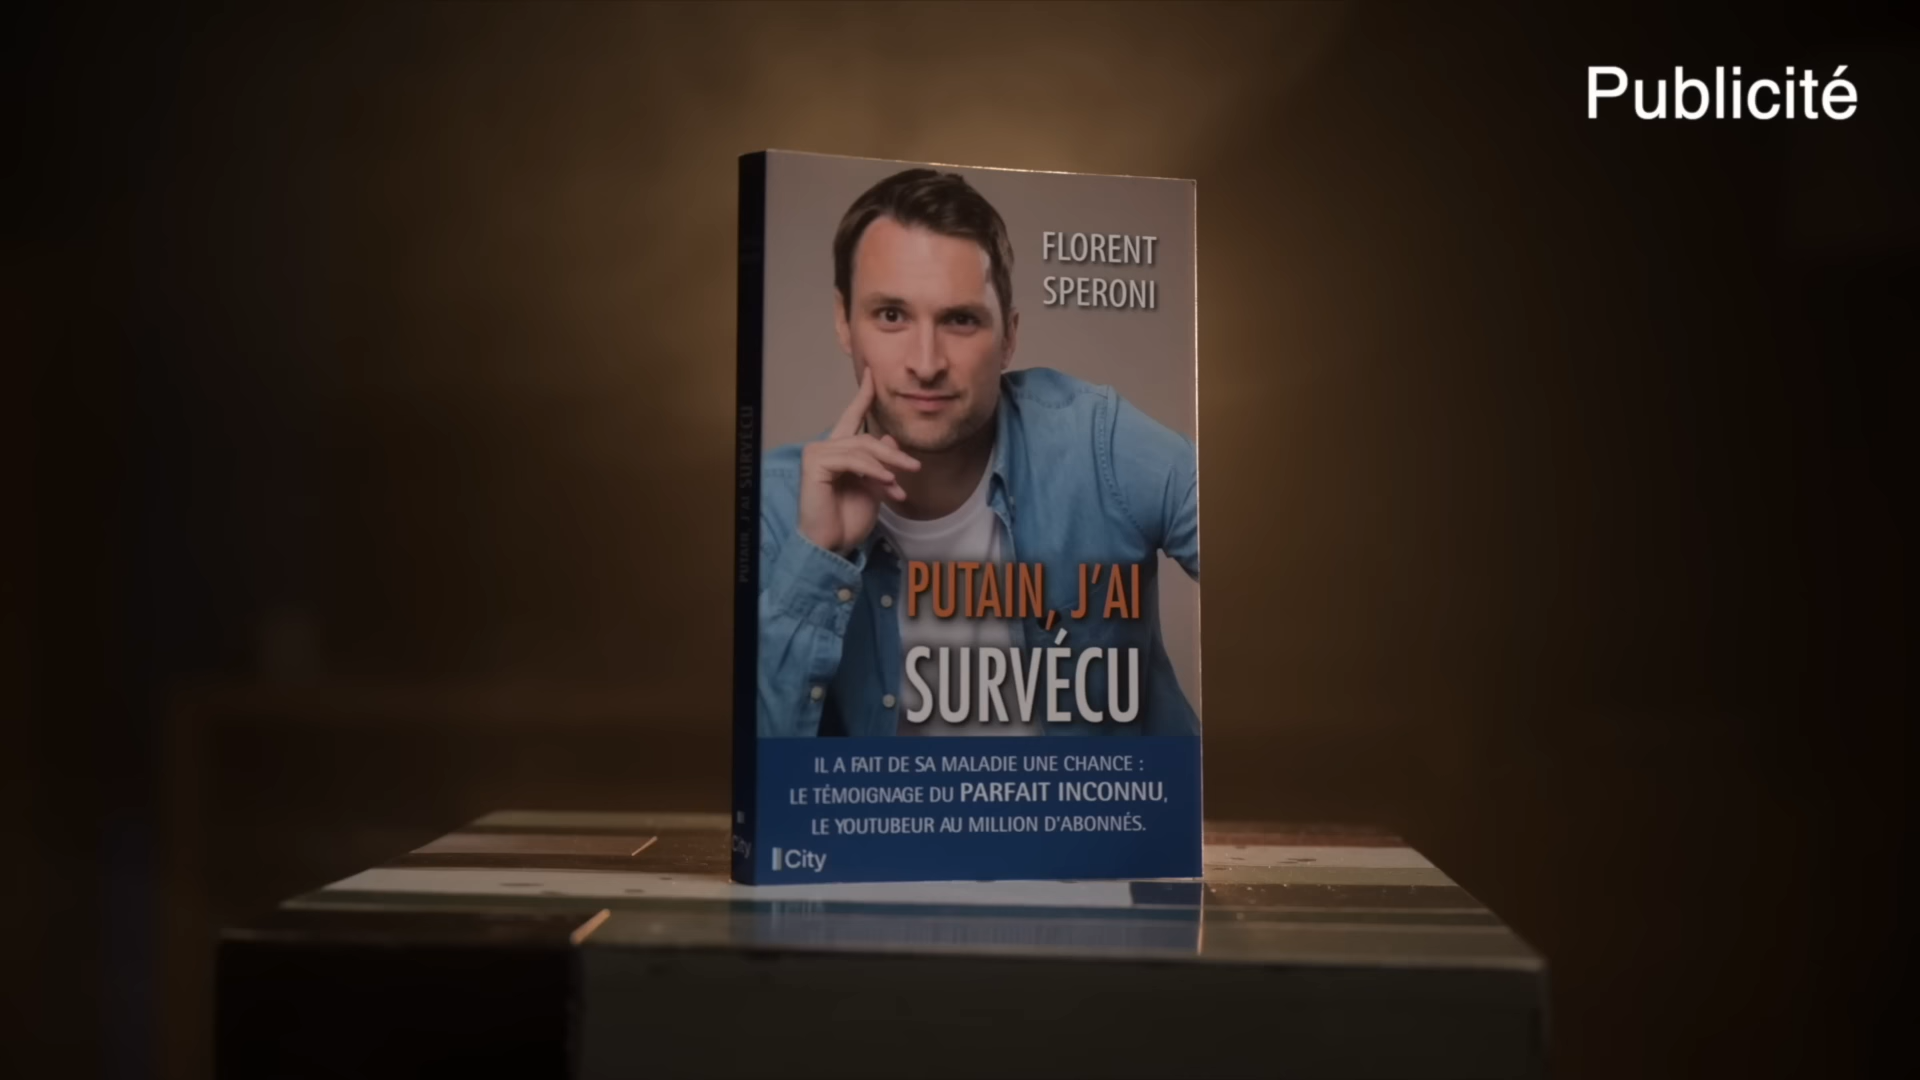 Publicité
FLORENT
SPERONI
PUTAIN, J'AI
SURVÉCU
IL A FAIT DE SA MALADIE UNE CHANCE :
LE TÉMOIGNAGE DU PARFAIT INCONNU,
LE YOUTUBEUR AU MILLION D'ABONNÉS.
City
PUTAIN, J'AI SURVÉCU
City